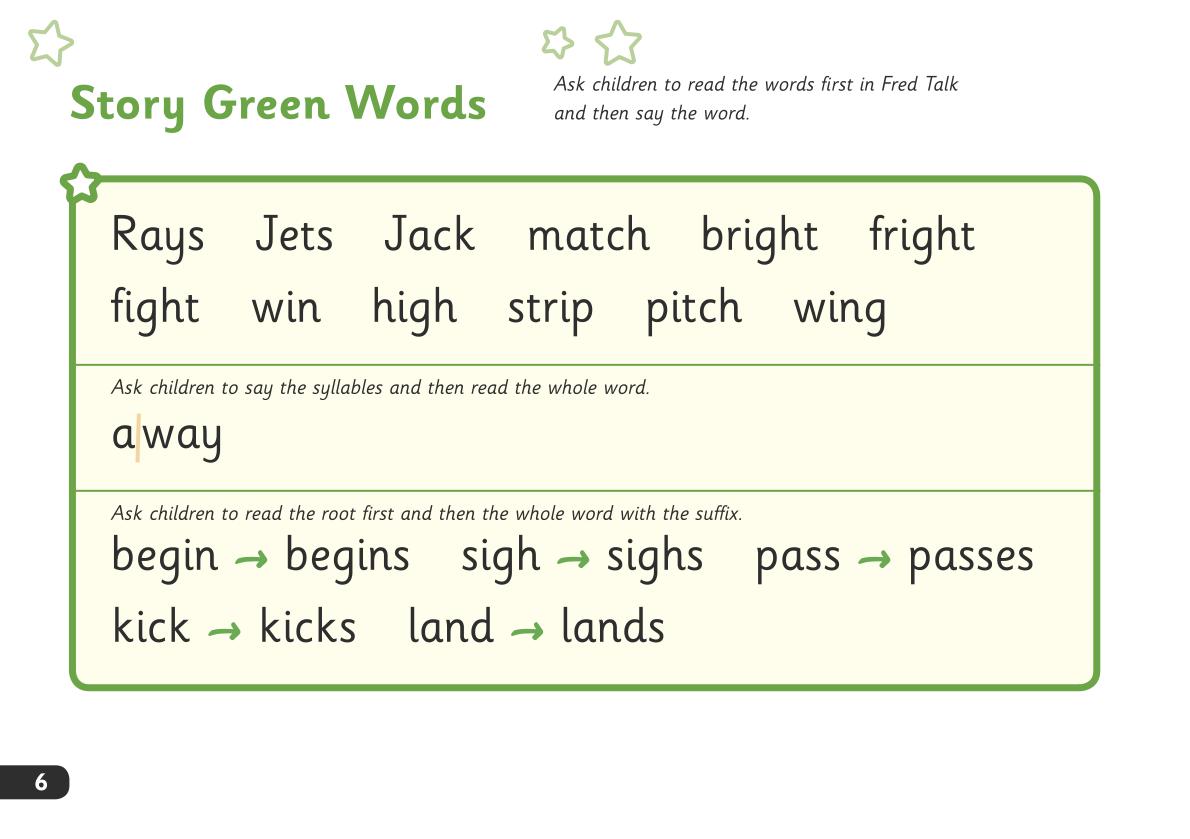 Story Green Words
Ask children to read the words first in Fred Talk
and then say the word.
Rays Jets Jack match bright fright
fight win high strip pitch wing
Ask children to say the syllables and then read the whole word.
a|way
Ask children to read the root first and then the whole word with the suffix.
begin → begins sigh → sighs pass → passes
kick → kicks land → lands
6